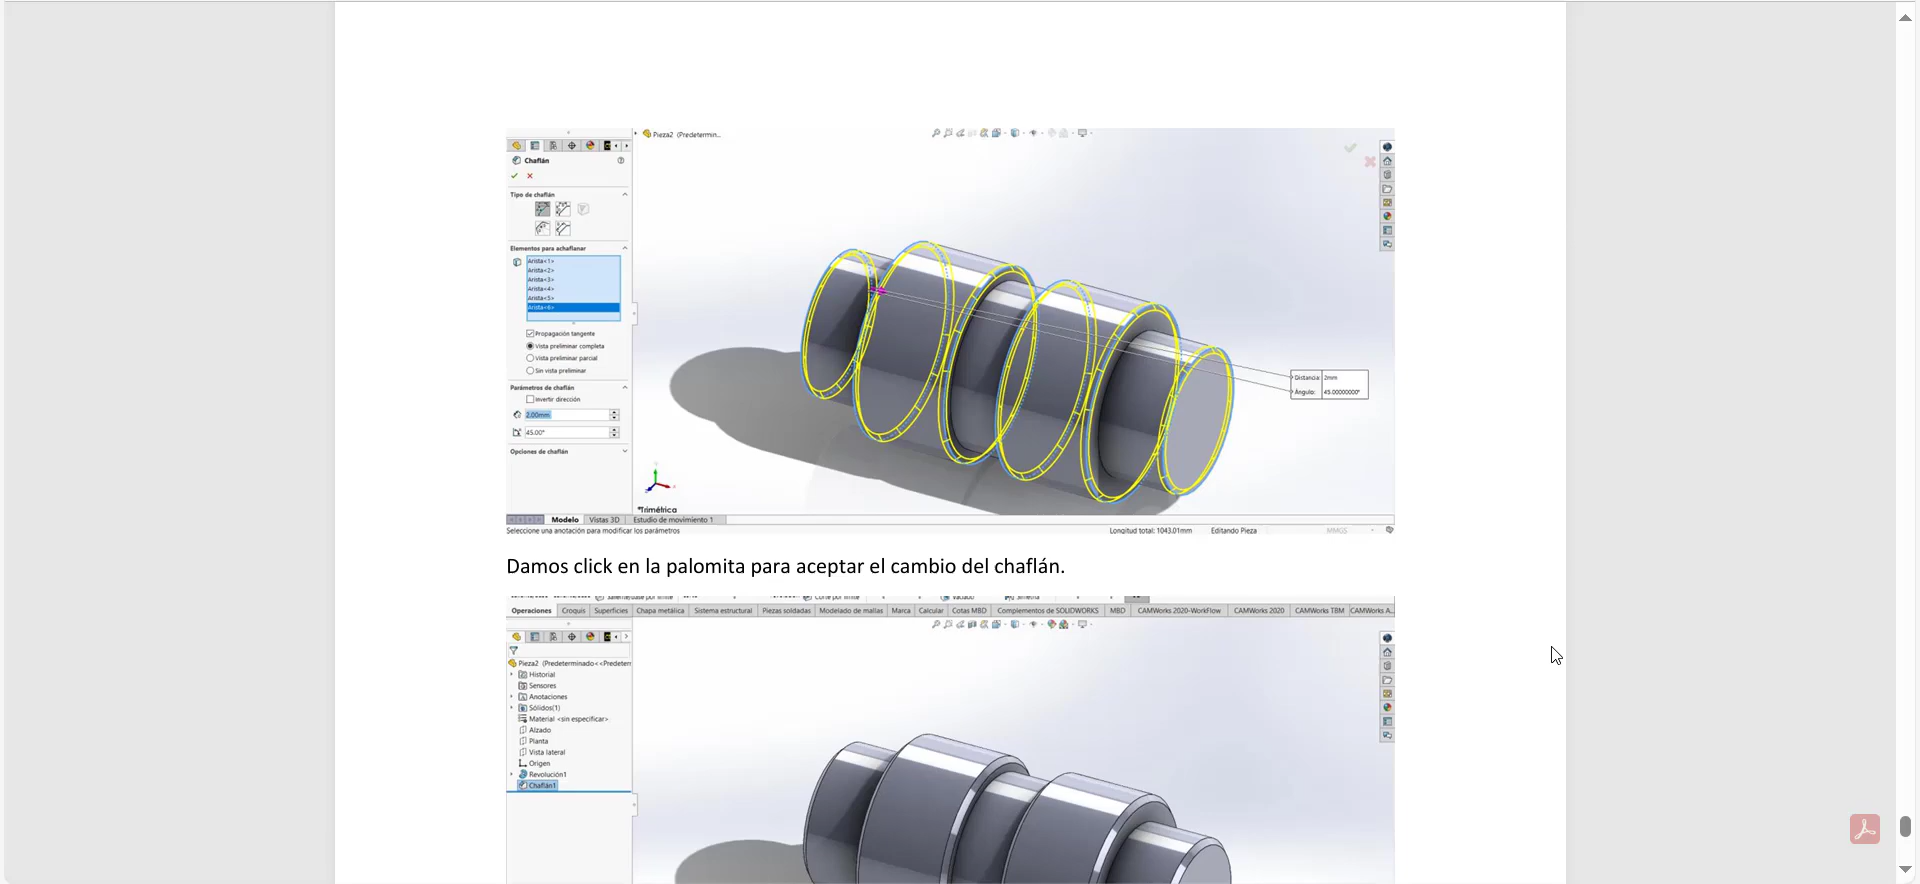 Pieza2 (Predetermin...
Chaflán
Tipo de chaflán
Elementos para achaflanar
Arista<1>
Arista<2>
Arista<3>
Arista<4>
Arista<5>
Arista<6>
Propagación tangente
Vista preliminar completa
Vista preliminar parcial
Sin vista preliminar
Parámetros de chaflán
Invertir dirección
2.00mm
45.00°
Opciones de chaflán
Distancia: 2mm
Ángulo: 45.00000000°
*Trimétrica
Modelo Vistas 3D Estudio de movimiento 1
Seleccione una anotación para modificar los parámetros Longitud total: 1043.01mm Editando Pieza MMGS
Damos click en la palomita para aceptar el cambio del chaflán.
Operaciones Croquis Superficies Chapa metálica Sistema estructural Piezas soldadas Modelado de mallas Marca Calcular Cotas MBD Complementos de SOLIDWORKS MBD CAMWorks 2020-WorkFlow CAMWorks 2020 CAMWorks TBM CAMWorks A...
Pieza2 (Predeterminado<<Predeterm
Historial
Sensores
Anotaciones
Sólidos(1)
Material <sin especificar>
Alzado
Planta
Vista lateral
Origen
Revolución1
Chaflán1